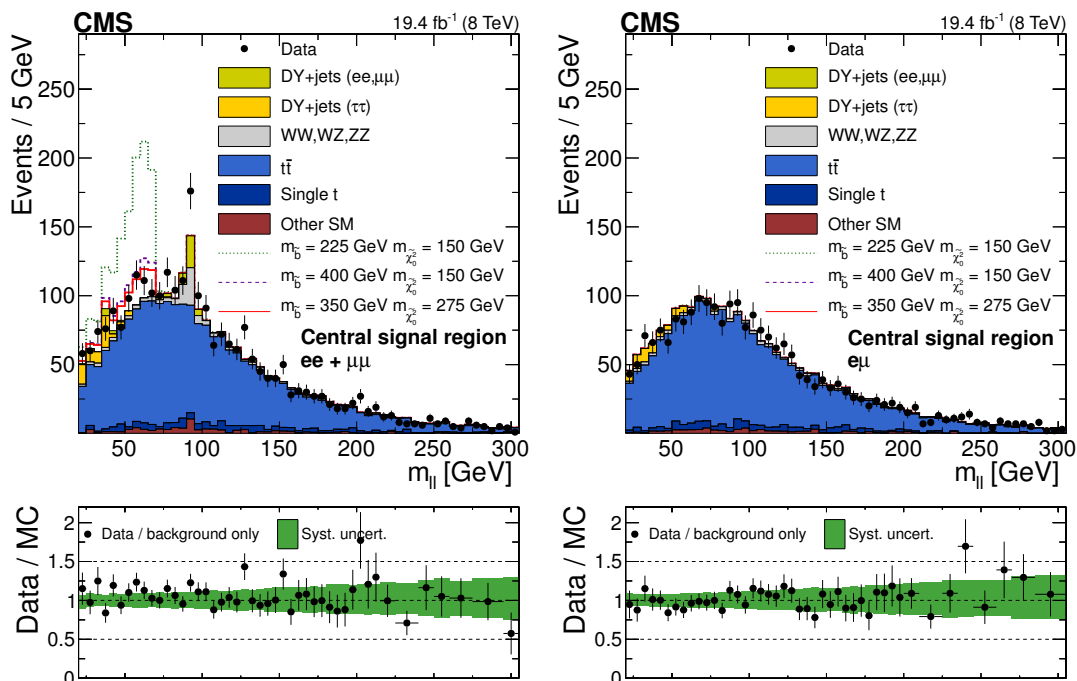 CMS
19.4 fb⁻¹ (8 TeV)
Events / 5 GeV
250
200
150
100
50
Data
DY+jets (ee,μμ)
DY+jets (ττ)
WW,WZ,ZZ
tt̄
Single t
Other SM
m_b̃ = 225 GeV m_χ̃⁰₂ = 150 GeV
m_b̃ = 400 GeV m_χ̃⁰₂ = 150 GeV
m_b̃ = 350 GeV m_χ̃⁰₂ = 275 GeV
Central signal region
ee + μμ
50 100 150 200 250 300
m_ll [GeV]
Data / MC
2
1.5
1
0.5
0
Data / background only
Syst. uncert.
CMS
19.4 fb⁻¹ (8 TeV)
Events / 5 GeV
250
200
150
100
50
Data
DY+jets (ee,μμ)
DY+jets (ττ)
WW,WZ,ZZ
tt̄
Single t
Other SM
m_b̃ = 225 GeV m_χ̃⁰₂ = 150 GeV
m_b̃ = 400 GeV m_χ̃⁰₂ = 150 GeV
m_b̃ = 350 GeV m_χ̃⁰₂ = 275 GeV
Central signal region
eμ
50 100 150 200 250 300
m_ll [GeV]
Data / MC
2
1.5
1
0.5
0
Data / background only
Syst. uncert.